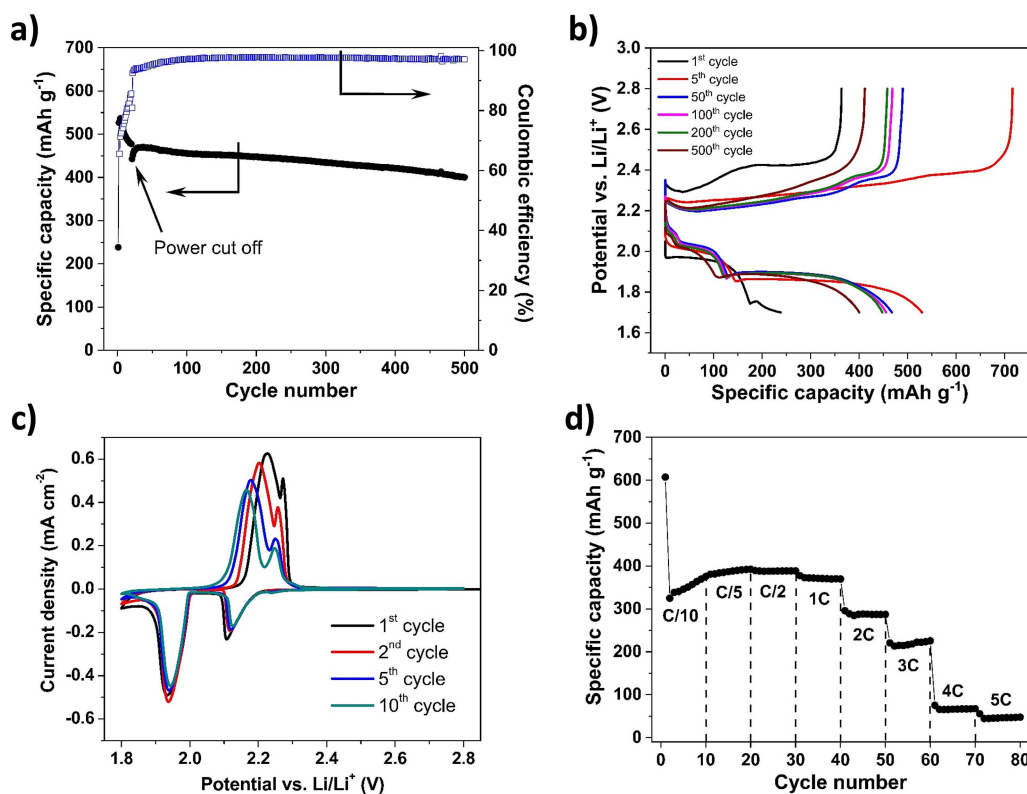 a)
Specific capacity (mAh g⁻¹)
700
600
500
400
300
200
100
0
Power cut off
100
90
80
70
60
50
40
30
20
10
0
Coulombic efficiency (%)
0 100 200 300 400 500
Cycle number
b)
Potential vs. Li/Li⁺ (V)
3.0
2.6
2.2
1.8
1.6
1ˢᵗ cycle
5ᵗʰ cycle
50ᵗʰ cycle
100ᵗʰ cycle
200ᵗʰ cycle
500ᵗʰ cycle
0 100 200 300 400 500 600 700
Specific capacity (mAh g⁻¹)
c)
Current density (mA cm⁻²)
0.6
0.4
0.2
0.0
-0.2
-0.4
-0.6
1ˢᵗ cycle
2ⁿᵈ cycle
5ᵗʰ cycle
10ᵗʰ cycle
1.8 2.0 2.2 2.4 2.6 2.8
Potential vs. Li/Li⁺ (V)
d)
Specific capacity (mAh g⁻¹)
700
600
500
400
300
200
100
0
C/10
C/5
C/2
1C
2C
3C
4C
5C
0 10 20 30 40 50 60 70 80
Cycle number